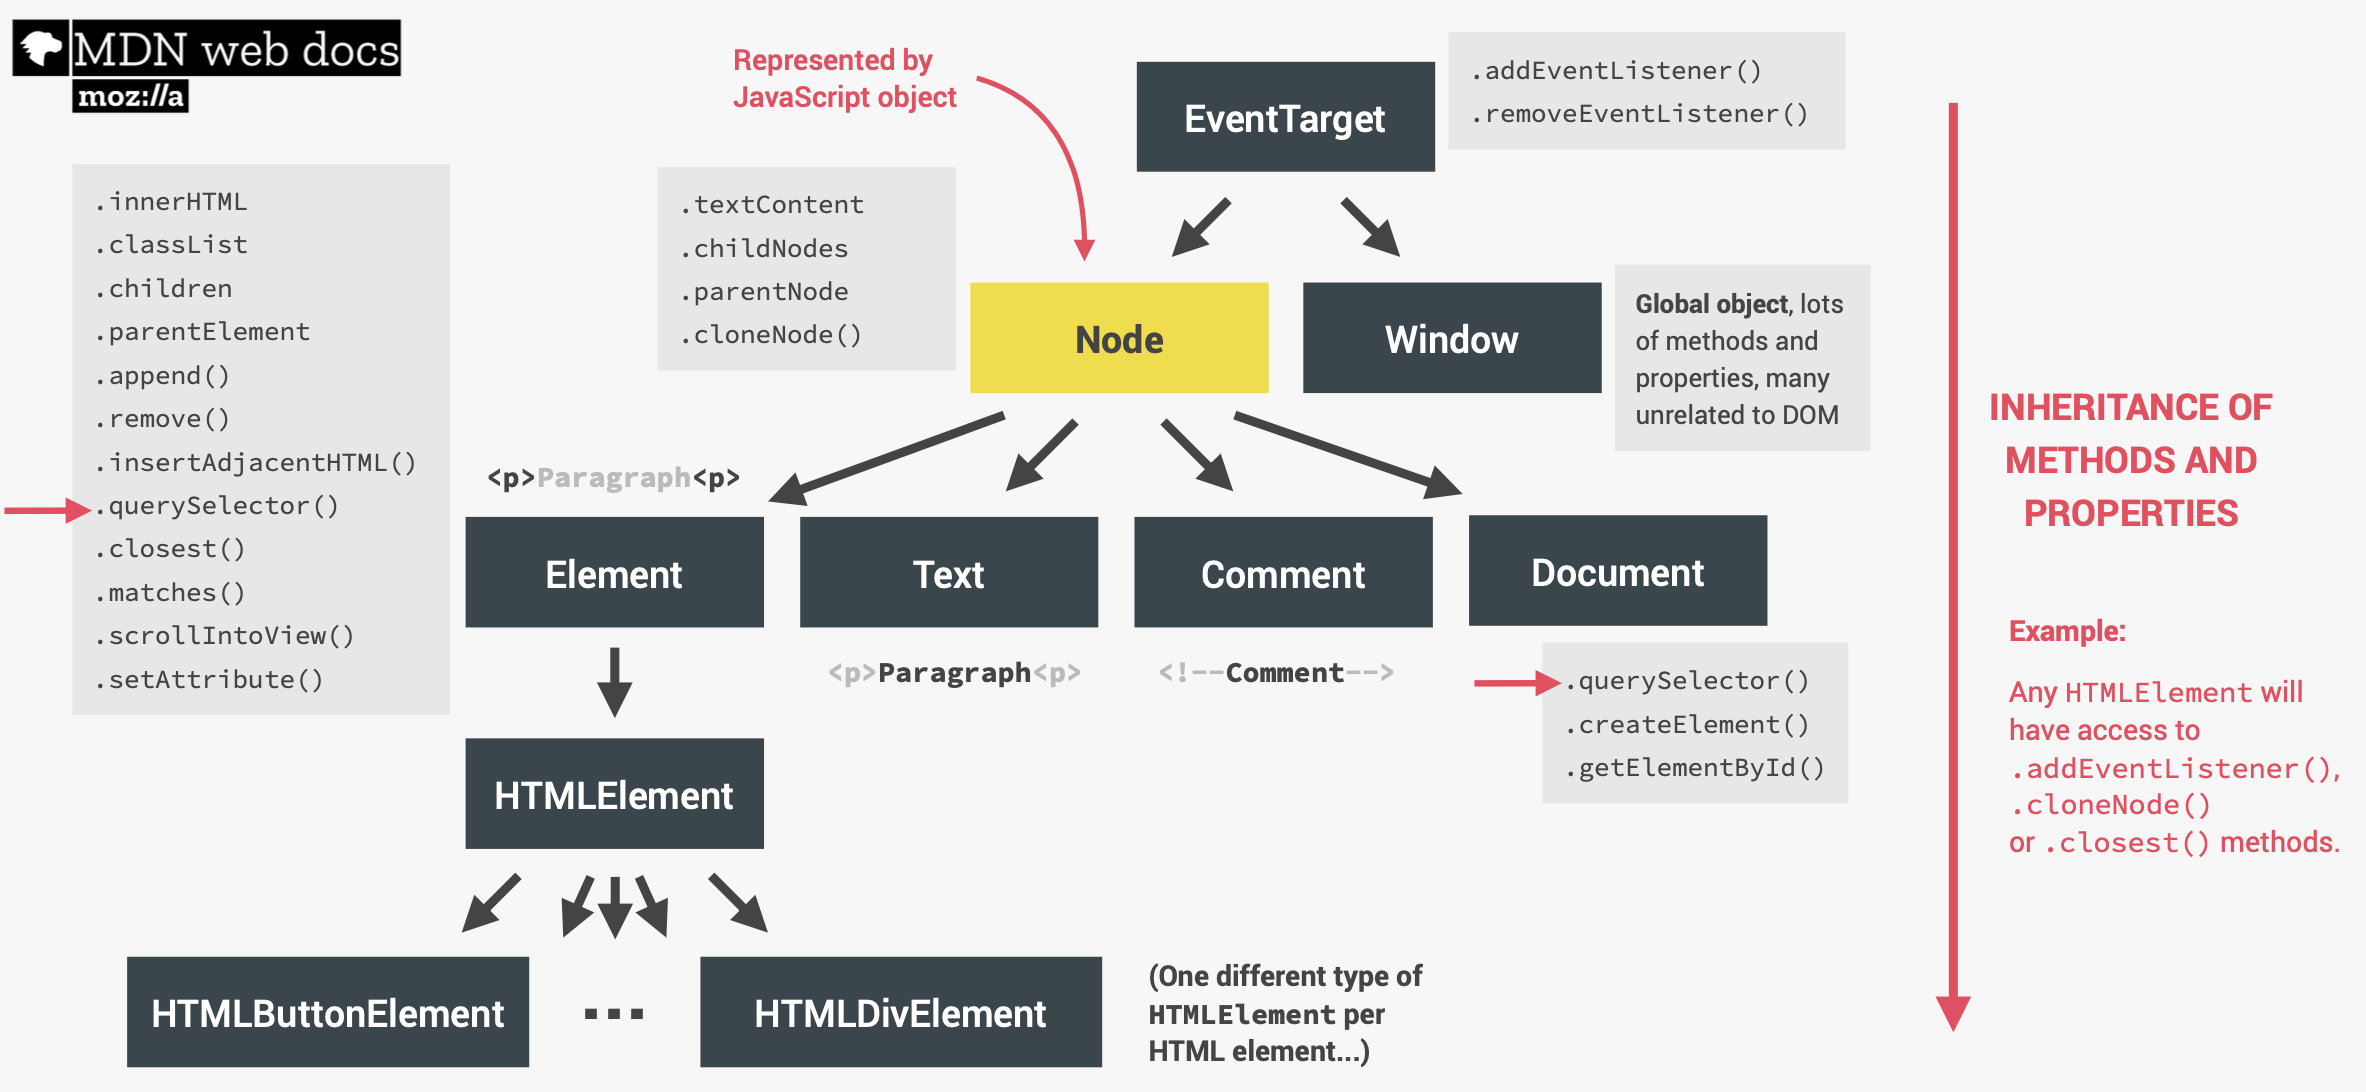 MDN web docs
moz://a
Represented by
JavaScript object
EventTarget
.addEventListener()
.removeEventListener()
.innerHTML
.classList
.children
.parentElement
.append()
.remove()
.insertAdjacentHTML()
.querySelector()
.closest()
.matches()
.scrollIntoView()
.setAttribute()
.textContent
.childNodes
.parentNode
.cloneNode()
Node
Window
Global object, lots
of methods and
properties, many
unrelated to DOM
INHERITANCE OF
METHODS AND
PROPERTIES
<p>Paragraph<p>
Element
Text
Comment
Document
<p>Paragraph<p>
<!--Comment-->
.querySelector()
.createElement()
.getElementById()
Example:
Any HTMLElement will
have access to
.addEventListener(),
.cloneNode()
or .closest() methods.
HTMLElement
HTMLButtonElement
...
HTMLDivElement
(One different type of
HTMLElement per
HTML element...)